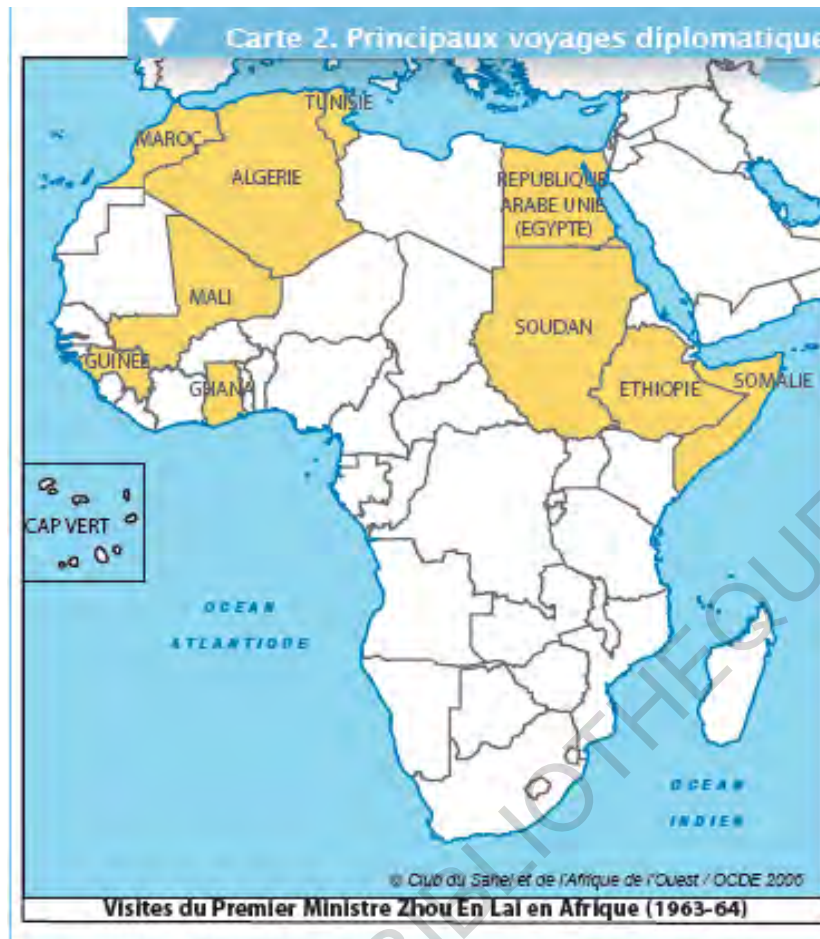 Carte 2. Principaux voyages diplomatique
TUNISIE
MAROC
ALGERIE
REPUBLIQUE
ARABE UNIE
(EGYPTE)
MALI
SOUDAN
GUINEE
GHANA
ETHIOPIE
SOMALIE
CAP VERT
OCEAN
ATLANTIQUE
OCEAN
INDIEN
BIBLIOTHEQUE
© Club du Sahel et de l'Afrique de l'Ouest / OCDE 2006
Visites du Premier Ministre Zhou En Lai en Afrique (1963-64)